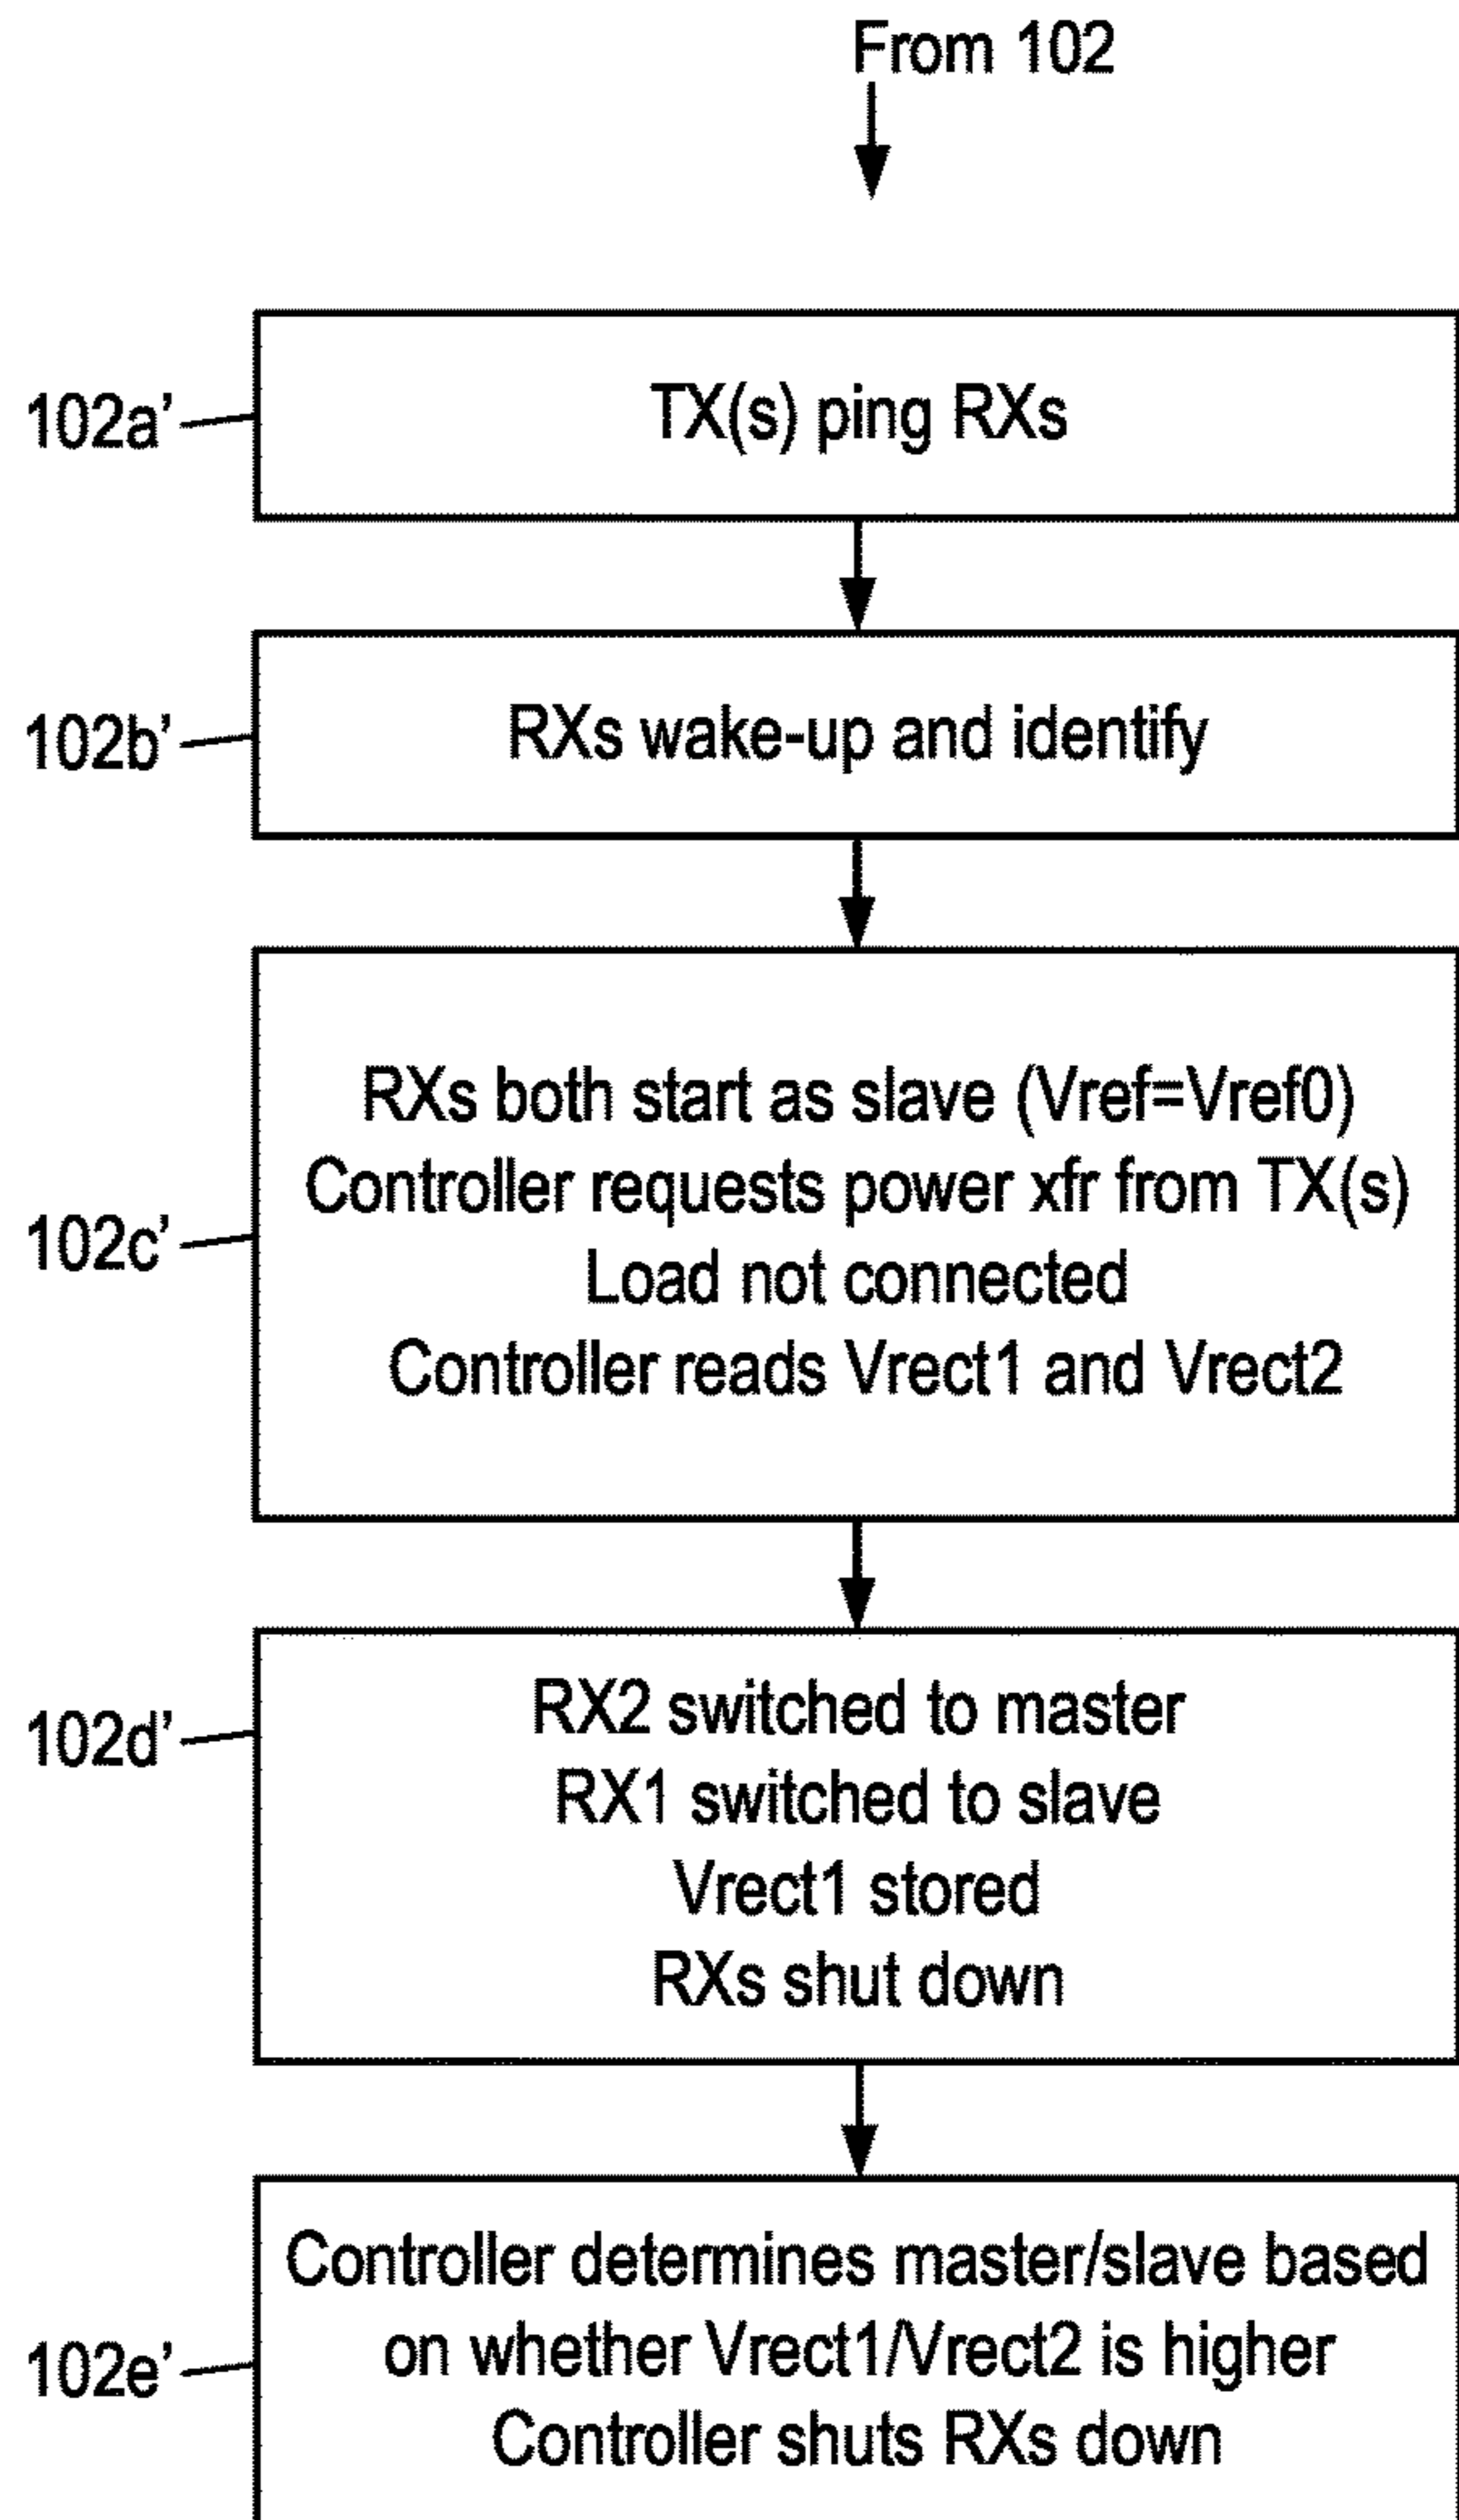 From 102
102a’
TX(s) ping RXs
102b’
RXs wake-up and identify
102c’
RXs both start as slave (Vref=Vref0)
Controller requests power xfr from TX(s)
Load not connected
Controller reads Vrect1 and Vrect2
102d’
RX2 switched to master
RX1 switched to slave
Vrect1 stored
RXs shut down
102e’
Controller determines master/slave based
on whether Vrect1/Vrect2 is higher
Controller shuts RXs down